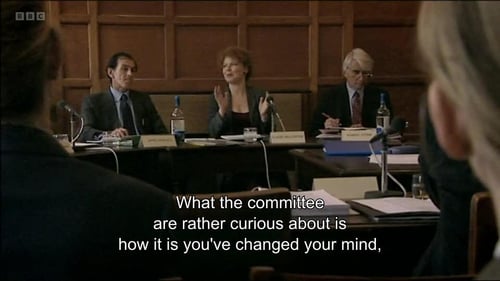 BBC
What the committee
are rather curious about is
how it is you've changed your mind,